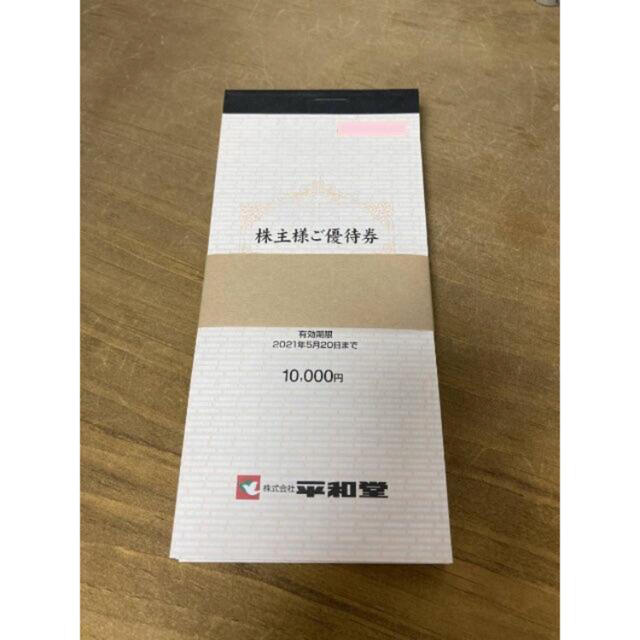 株主様ご優待券
有効期限
2021年5月20日まで
10,000円
株式会社 平和堂